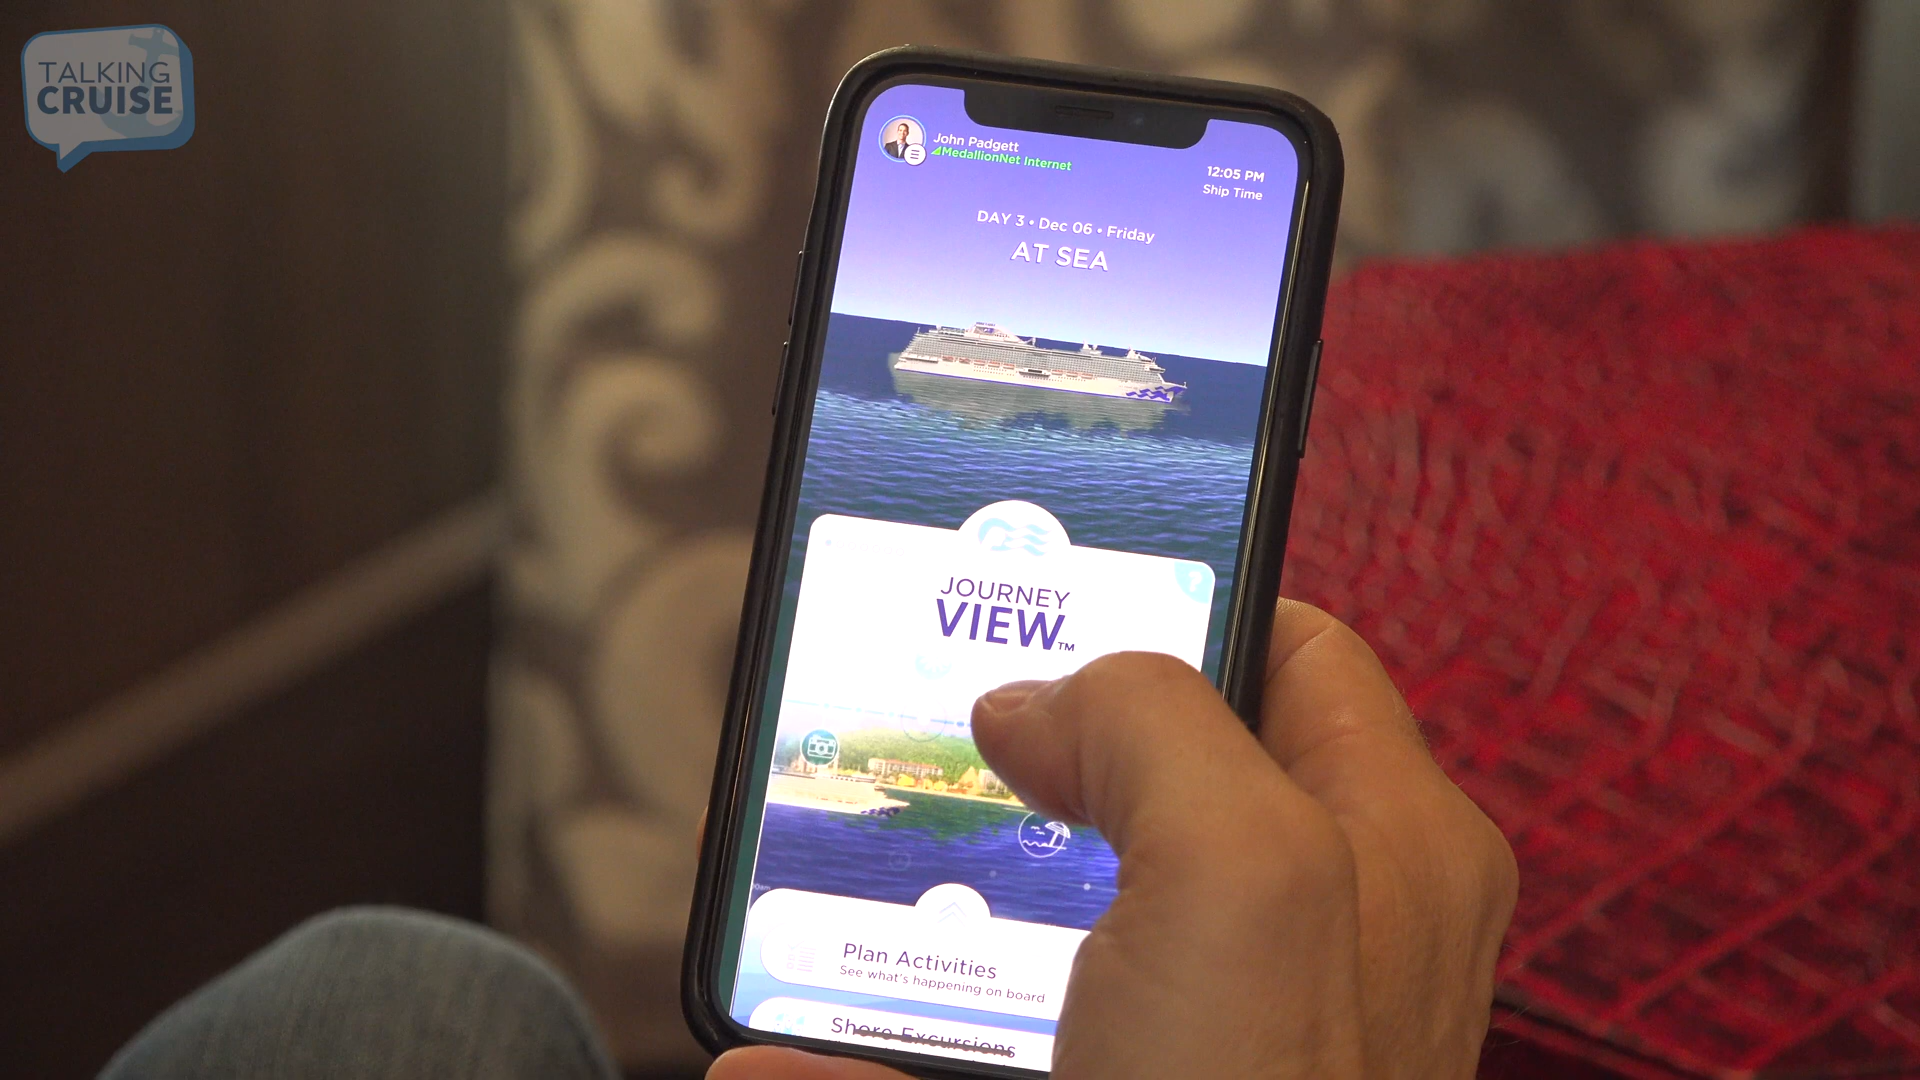 TALKING
CRUISE
John Padgett
MedallionNet Internet
12:05 PM
Ship Time
DAY 3 • Dec 06 • Friday
AT SEA
?
JOURNEY
VIEW™
Plan Activities
See what's happening on board
Shore Excursions